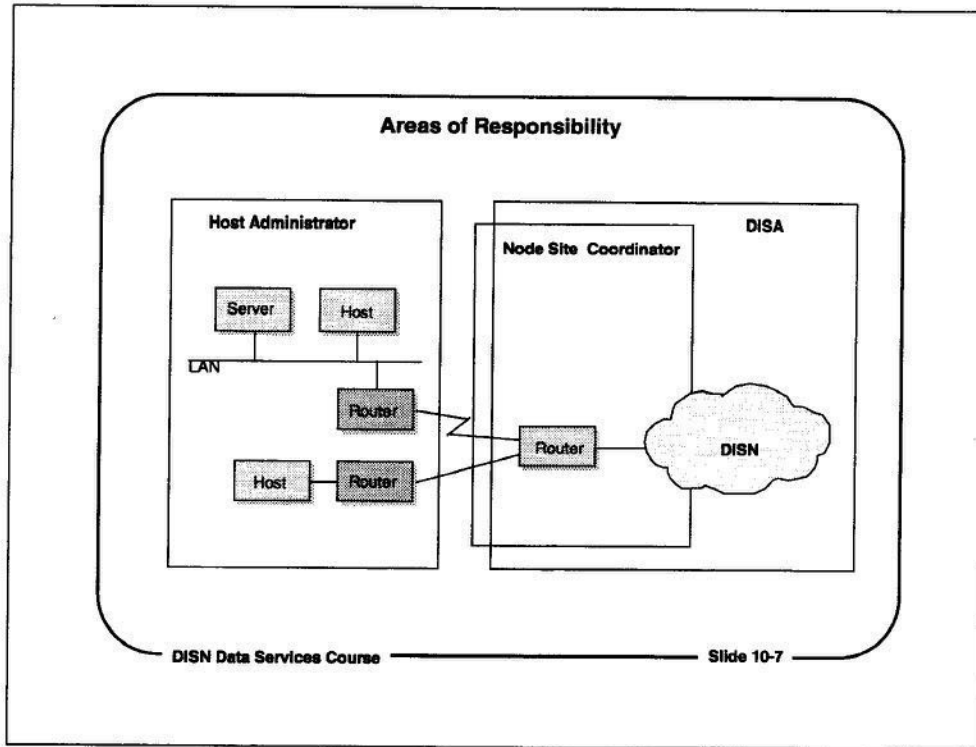 Areas of Responsibility
Host Administrator
DISA
Node Site Coordinator
Server
Host
LAN
Router
Router
DISN
Host
Router
DISN Data Services Course
Slide 10-7